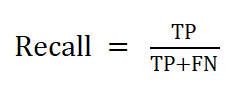 Recall = TP / TP+FN